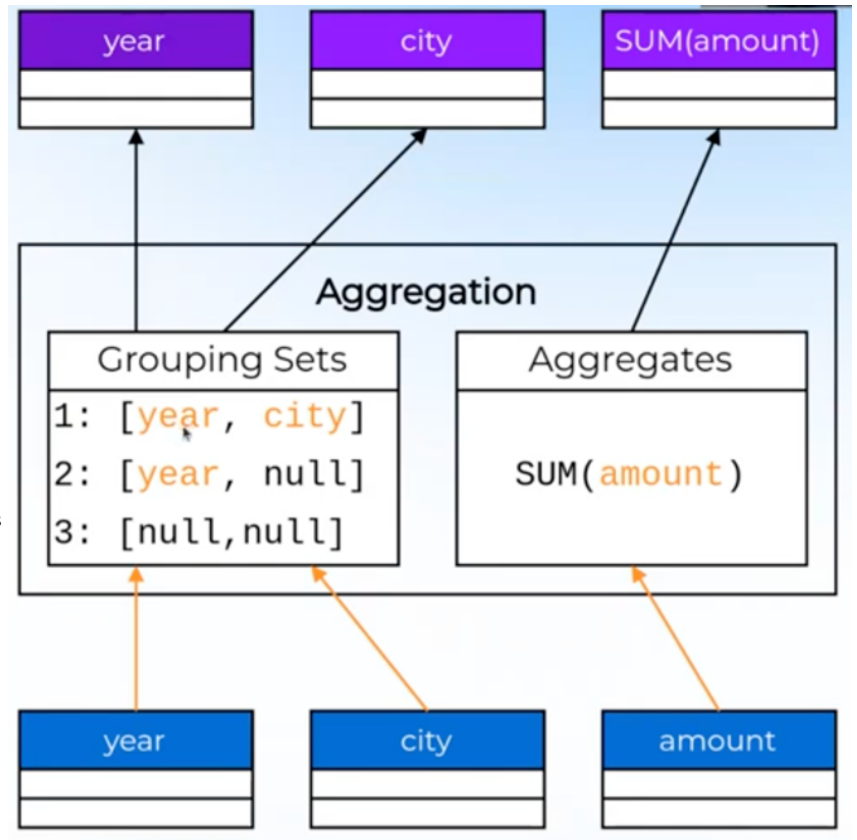 year
city
SUM(amount)
Aggregation
Grouping Sets
Aggregates
1: [year, city]
2: [year, null]
3: [null,null]
SUM(amount)
year
city
amount